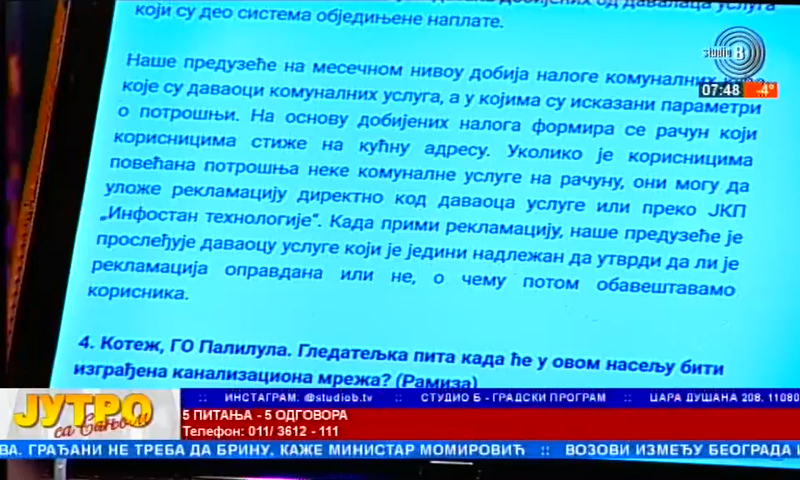 добијених од давалаца услуга
који су део система обједињене наплате.
Наше предузеће на месечном нивоу добија налоге комуналних
које су даваоци комуналних услуга, а у којима су исказани параметри
о потрошњи. На основу добијених налога формира се рачун који
корисницима стиже на кућну адресу. Уколико је корисницима
повећана потрошња неке комуналне услуге на рачуну, они могу да
уложе рекламацију директно код даваоца услуге или преко ЈКП
„Инфостан технологије“. Када прими рекламацију, наше предузеће је
прослеђује даваоцу услуге који је једини надлежан да утврди да ли је
рекламација оправдана или не, о чему потом обавештавамо
корисника.
4. Котеж, ГО Палилула. Гледатељка пита када ће у овом насељу бити
изграђена канализациона мрежа? (Рамиза)
studio B
07:48 -4°
ЈУТРО
са Сањом
:: ИНСТАГРАМ: @studiob.tv :: СТУДИО Б - ГРАДСКИ ПРОГРАМ :: ЦАРА ДУШАНА 208, 11080
5 ПИТАЊА - 5 ОДГОВОРА
Телефон: 011/ 3612 - 111
ВА. ГРАЂАНИ НЕ ТРЕБА ДА БРИНУ, КАЖЕ МИНИСТАР МОМИРОВИЋ :: ВОЗОВИ ИЗМЕЂУ БЕОГРАДА И